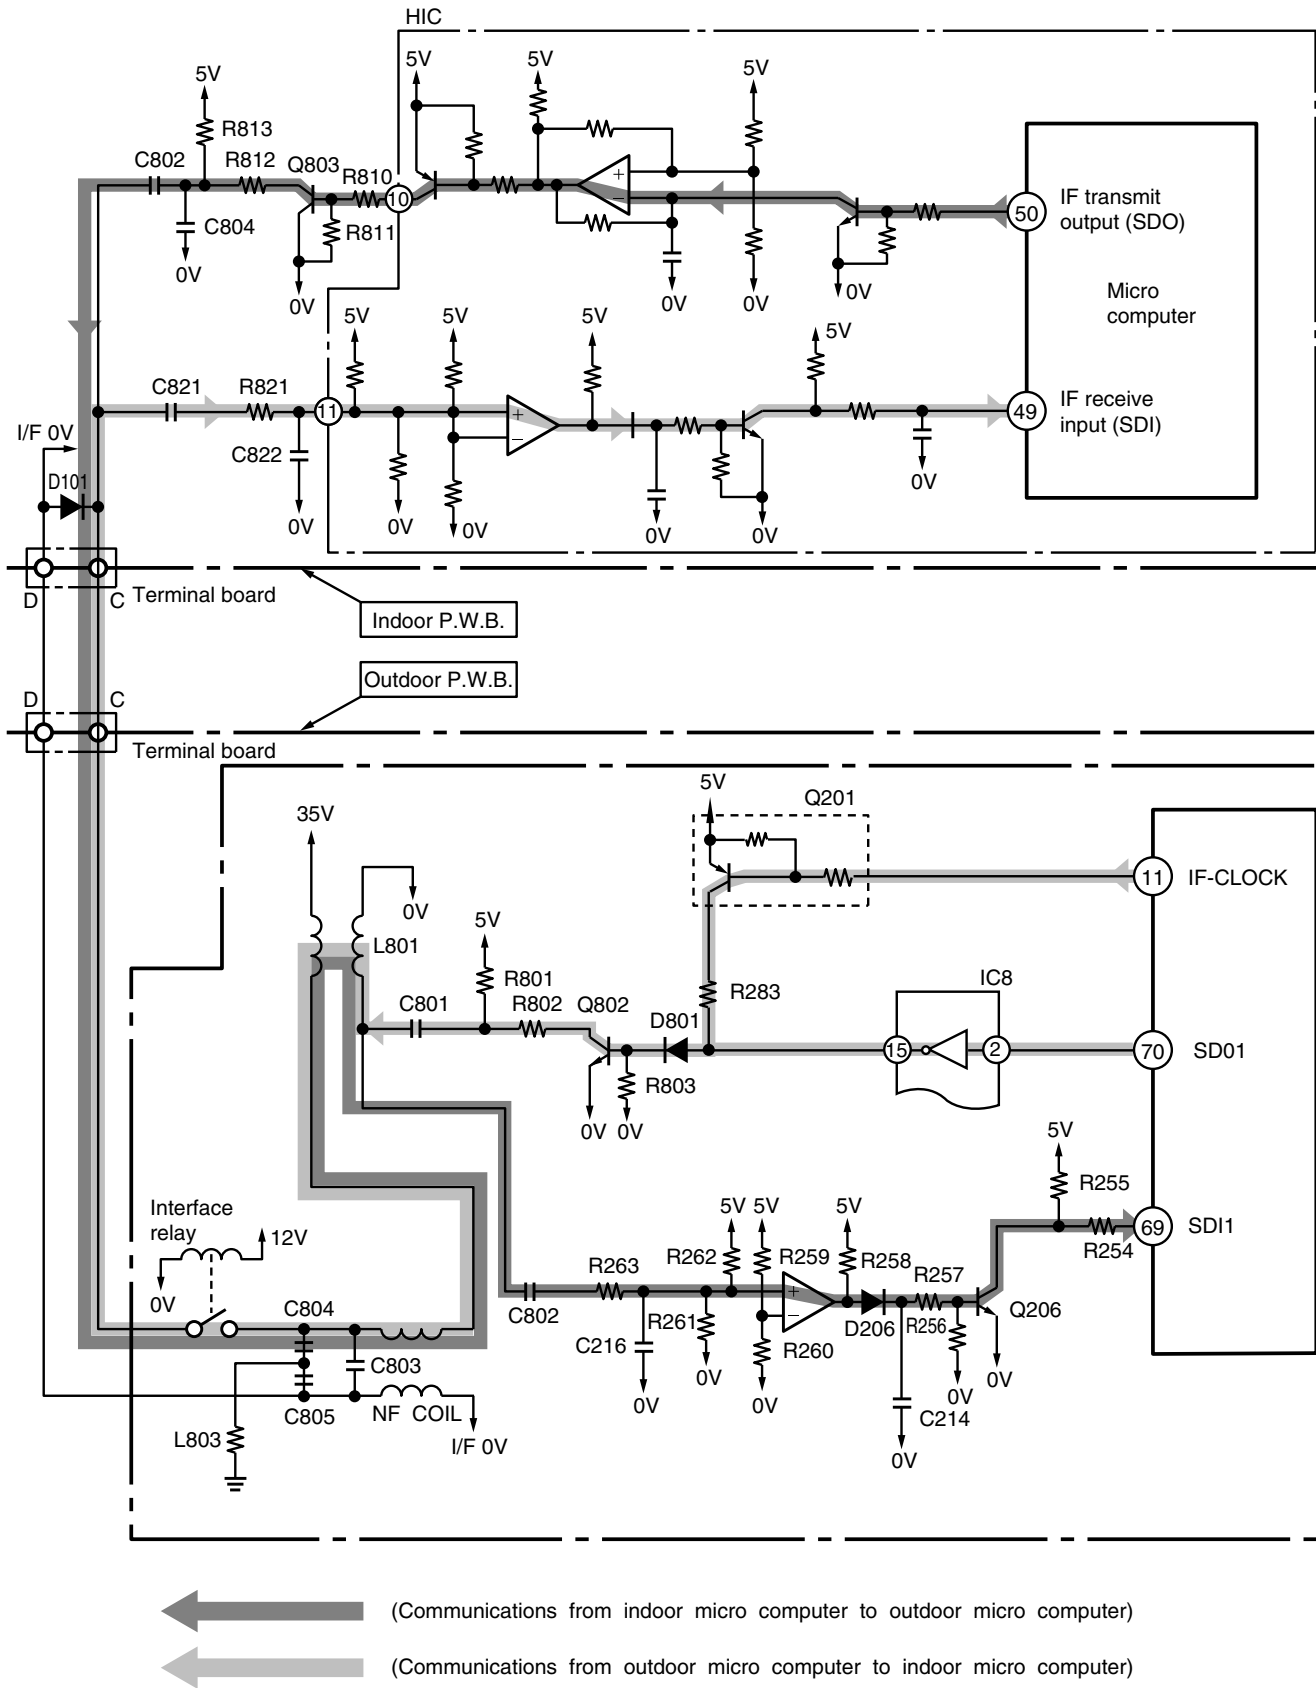 HIC
5V
5V
5V
5V
R813
C802
R812
Q803
R810
10
+
−
50
IF transmit
output (SDO)
C804
R811
0V
0V
0V
0V
0V
Micro
computer
5V
5V
5V
5V
C821
R821
11
+
−
49
IF receive
input (SDI)
I/F 0V
C822
D101
0V
0V
0V
0V
0V
0V
D
C
Terminal board
Indoor P.W.B.
Outdoor P.W.B.
D
C
Terminal board
5V
Q201
35V
11
IF-CLOCK
0V
5V
L801
R801
R283
IC8
C801
R802
Q802
D801
15
2
70
SD01
R803
0V
0V
5V
R255
Interface
relay
12V
5V
5V
5V
69
SDI1
R254
R263
R262
R259
R258
R257
0V
C804
C802
+
−
Q206
C216
R261
D206
R256
C803
R260
0V
0V
0V
0V
0V
C805
NF COIL
C214
L803
I/F 0V
0V
(Communications from indoor micro computer to outdoor micro computer)
(Communications from outdoor micro computer to indoor micro computer)